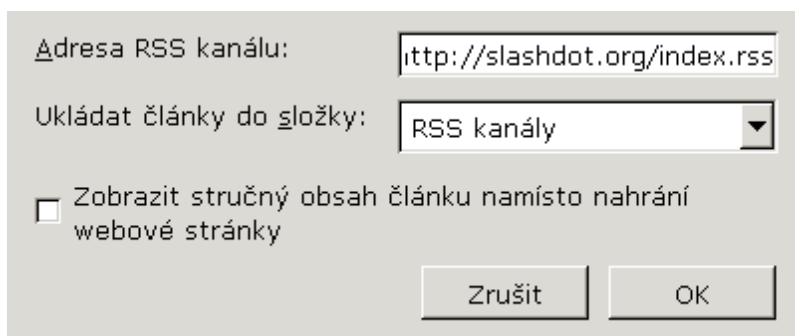 Adresa RSS kanálu:
ttp://slashdot.org/index.rss
Ukládat články do složky:
RSS kanály
Zobrazit stručný obsah článku namísto nahrání
webové stránky
Zrušit
OK